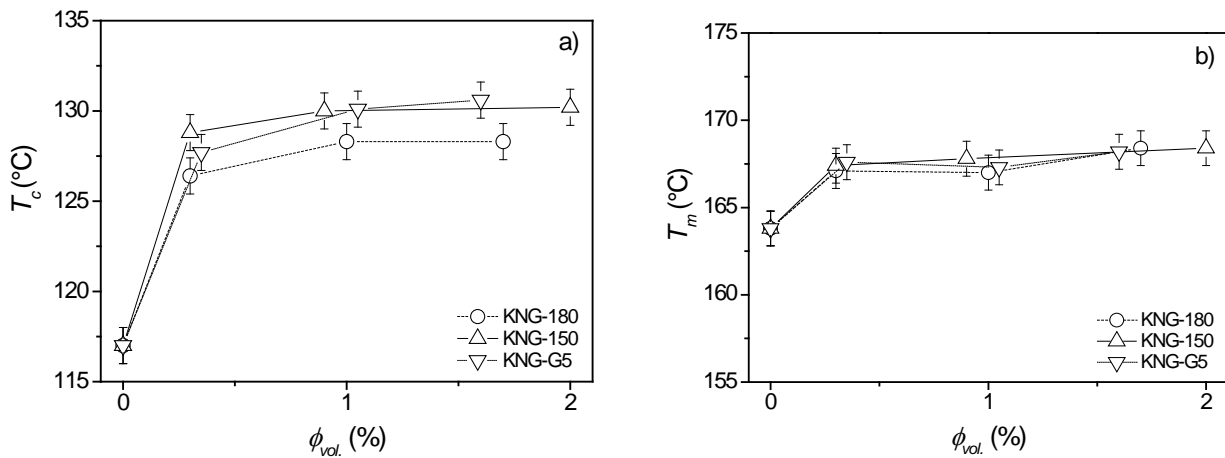 a)
135
130
125
120
115
T_c (°C)
0
1
2
ϕ_vol. (%)
KNG-180
KNG-150
KNG-G5
b)
175
170
165
160
155
T_m (°C)
0
1
2
ϕ_vol. (%)
KNG-180
KNG-150
KNG-G5